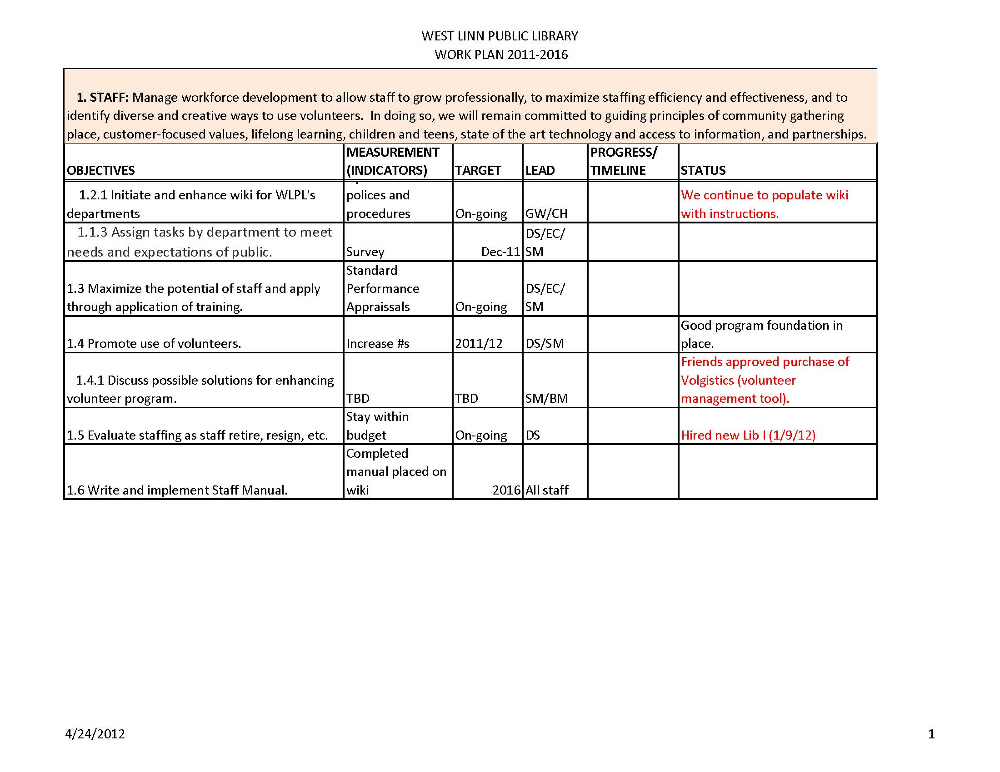 WEST LINN PUBLIC LIBRARY
WORK PLAN 2011-2016
1. STAFF: Manage workforce development to allow staff to grow professionally, to maximize staffing efficiency and effectiveness, and to
identify diverse and creative ways to use volunteers.  In doing so, we will remain committed to guiding principles of community gathering
place, customer-focused values, lifelong learning, children and teens, state of the art technology and access to information, and partnerships.
OBJECTIVES
MEASUREMENT
(INDICATORS)
TARGET
LEAD
PROGRESS/
TIMELINE
STATUS
1.2.1 Initiate and enhance wiki for WLPL's
departments
polices and
procedures
On-going
GW/CH
We continue to populate wiki
with instructions.
1.1.3 Assign tasks by department to meet
needs and expectations of public.
Survey
Dec-11
DS/EC/
SM
1.3 Maximize the potential of staff and apply
through application of training.
Standard
Performance
Appraissals
On-going
DS/EC/
SM
1.4 Promote use of volunteers.
Increase #s
2011/12
DS/SM
Good program foundation in
place.
1.4.1 Discuss possible solutions for enhancing
volunteer program.
TBD
TBD
SM/BM
Friends approved purchase of
Volgistics (volunteer
management tool).
1.5 Evaluate staffing as staff retire, resign, etc.
Stay within
budget
On-going
DS
Hired new Lib I (1/9/12)
1.6 Write and implement Staff Manual.
Completed
manual placed on
wiki
2016
All staff
4/24/2012
1